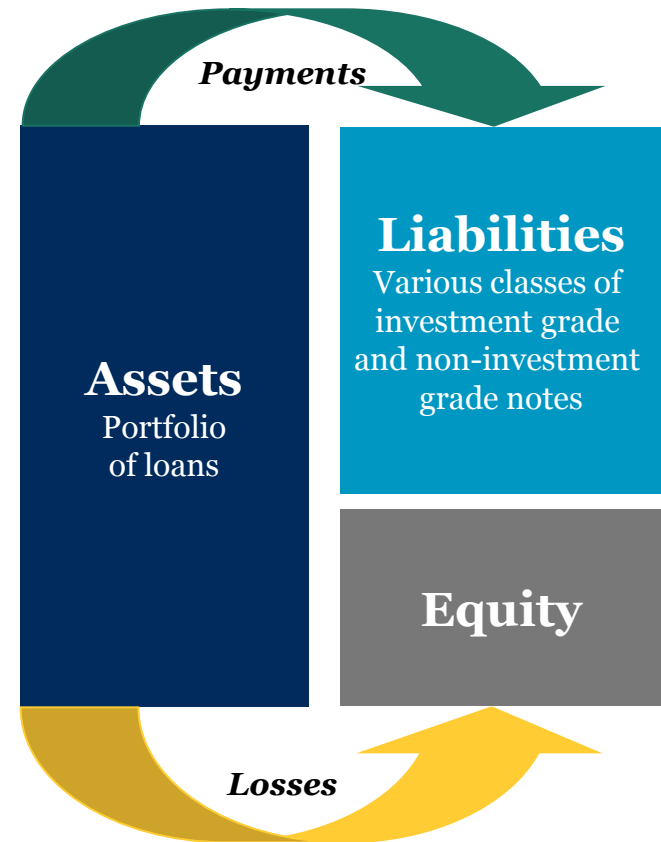 Payments
Assets
Portfolio
of loans
Liabilities
Various classes of
investment grade
and non-investment
grade notes
Equity
Losses